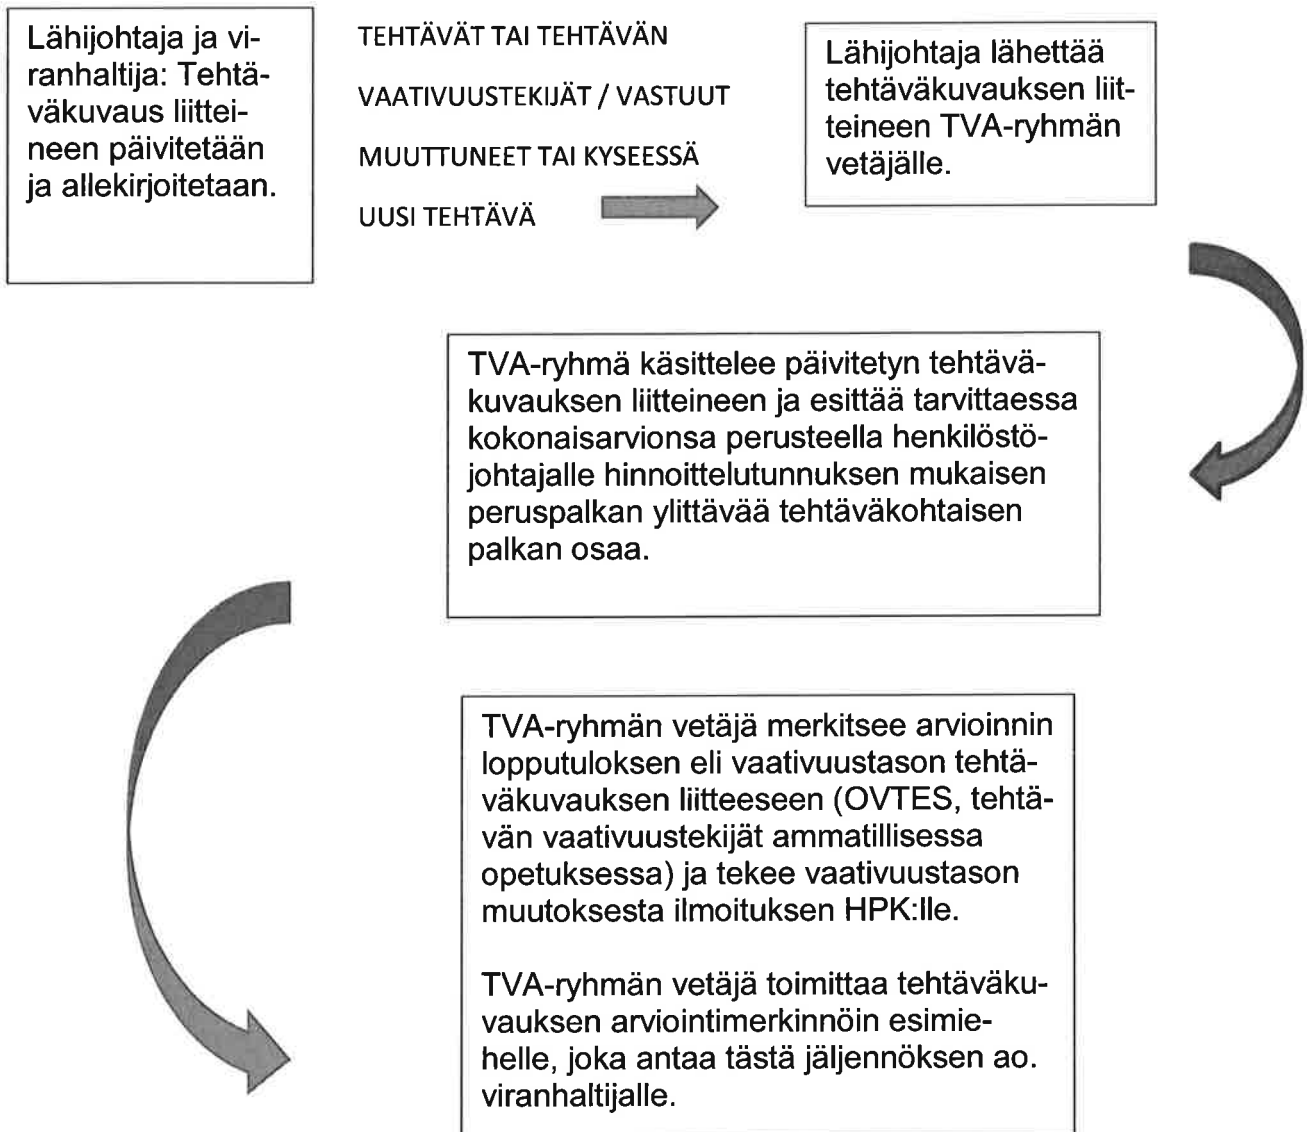 Lähijohtaja ja vi-
ranhaltija: Tehtä-
väkuvaus liittei-
neen päivitetään
ja allekirjoitetaan.
TEHTÄVÄT TAI TEHTÄVÄN
VAATIVUUSTEKIJÄT / VASTUUT
MUUTTUNEET TAI KYSEESSÄ
UUSI TEHTÄVÄ
Lähijohtaja lähettää
tehtäväkuvauksen liit-
teineen TVA-ryhmän
vetäjälle.
TVA-ryhmä käsittelee päivitetyn tehtävä-
kuvauksen liitteineen ja esittää tarvittaessa
kokonaisarvionsa perusteella henkilöstö-
johtajalle hinnoittelutunnuksen mukaisen
peruspalkan ylittävää tehtäväkohtaisen
palkan osaa.
TVA-ryhmän vetäjä merkitsee arvioinnin
lopputuloksen eli vaativuustason tehtä-
väkuvauksen liitteeseen (OVTES, tehtä-
vän vaativuustekijät ammatillisessa
opetuksessa) ja tekee vaativuustason
muutoksesta ilmoituksen HPK:lle.
TVA-ryhmän vetäjä toimittaa tehtäväku-
vauksen arviointimerkinnöin esimie-
helle, joka antaa tästä jäljennöksen ao.
viranhaltijalle.